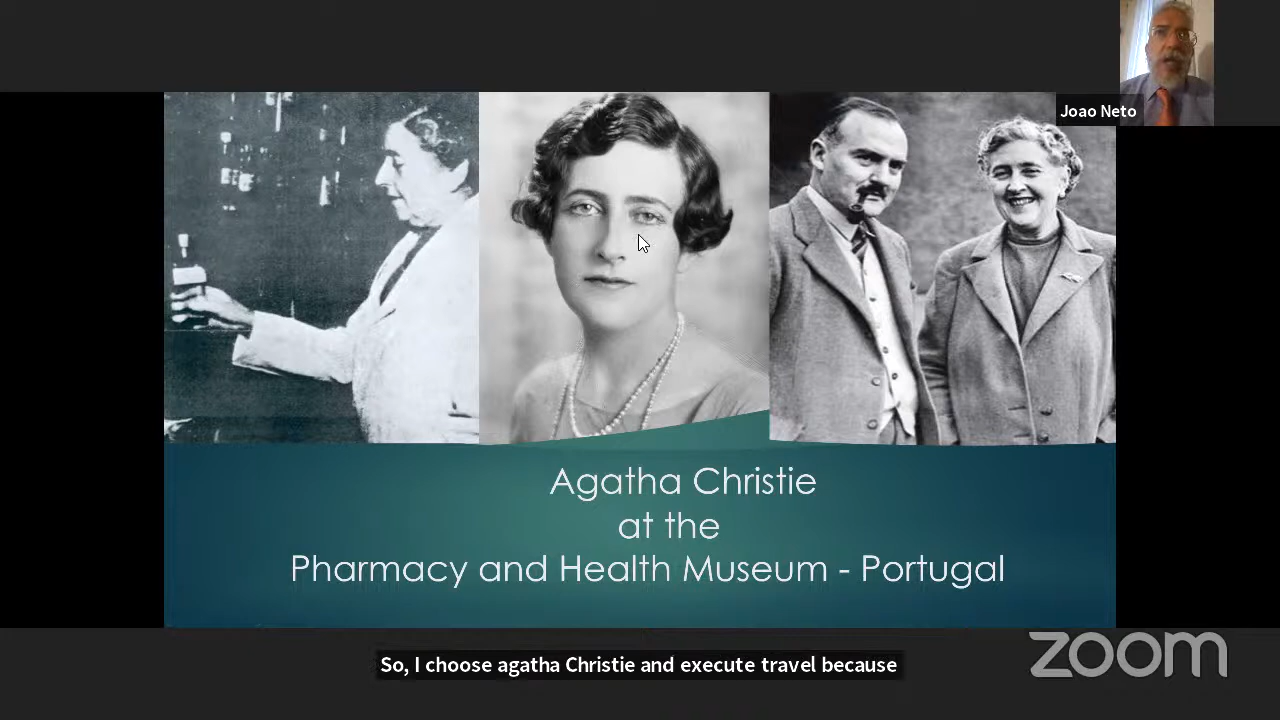 Joao Neto
Agatha Christie
at the
Pharmacy and Health Museum - Portugal
So, I choose agatha Christie and execute travel because
zoom